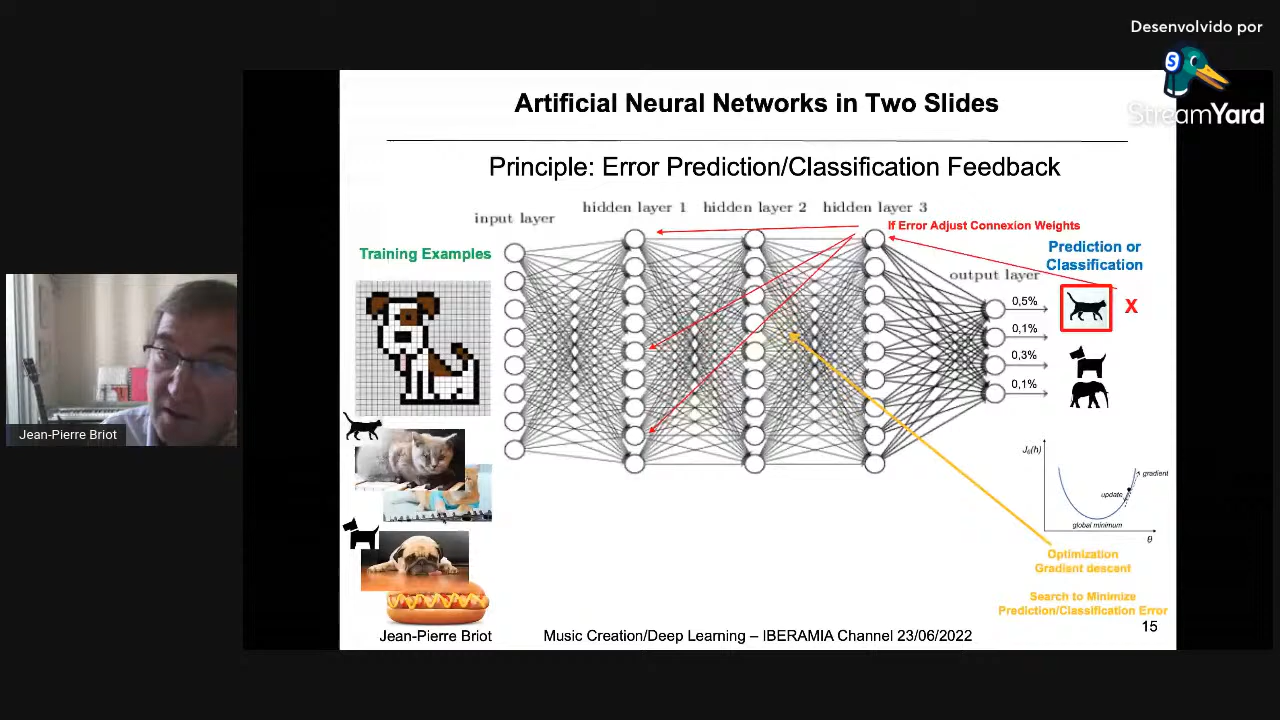 Desenvolvido por
S
StreamYard
Artificial Neural Networks in Two Slides
Principle: Error Prediction/Classification Feedback
input layer
hidden layer 1
hidden layer 2
hidden layer 3
If Error Adjust Connexion Weights
Training Examples
Prediction or
Classification
output layer
0,5%
X
0,1%
0,3%
0,1%
Jean-Pierre Briot
gradient
update
global minimum
θ
Optimization
Gradient descent
Search to Minimize
Prediction/Classification Error
Jean-Pierre Briot
Music Creation/Deep Learning – IBERAMIA Channel 23/06/2022
15